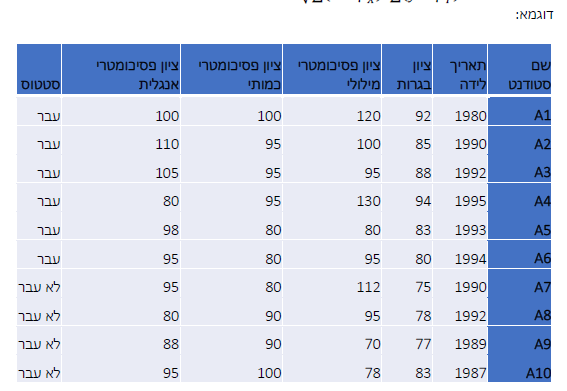 דוגמא:
שם סטודנט תאריך לידה ציון בגרות ציון פסיכומטרי מילולי ציון פסיכומטרי כמותי ציון פסיכומטרי אנגלית סטטוס
A1 1980 92 120 100 100 עבר
A2 1990 85 100 95 110 עבר
A3 1992 88 95 95 105 עבר
A4 1995 94 130 95 80 עבר
A5 1993 83 80 80 98 עבר
A6 1994 80 95 80 95 עבר
A7 1990 75 112 80 95 לא עבר
A8 1992 78 95 90 80 לא עבר
A9 1989 77 70 90 88 לא עבר
A10 1987 83 78 100 95 לא עבר